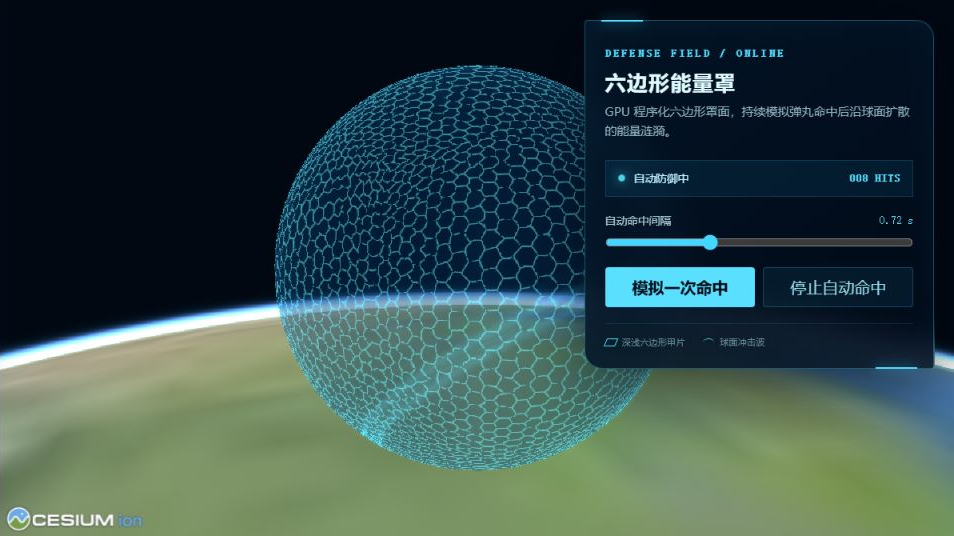 DEFENSE FIELD / ONLINE
六边形能量罩
GPU 程序化六边形罩面，持续模拟弹丸命中后沿球面扩散
的能量涟漪。
自动防御中
008 HITS
自动命中间隔
0.72 s
模拟一次命中
停止自动命中
深浅六边形甲片
球面冲击波
CESIUM ion